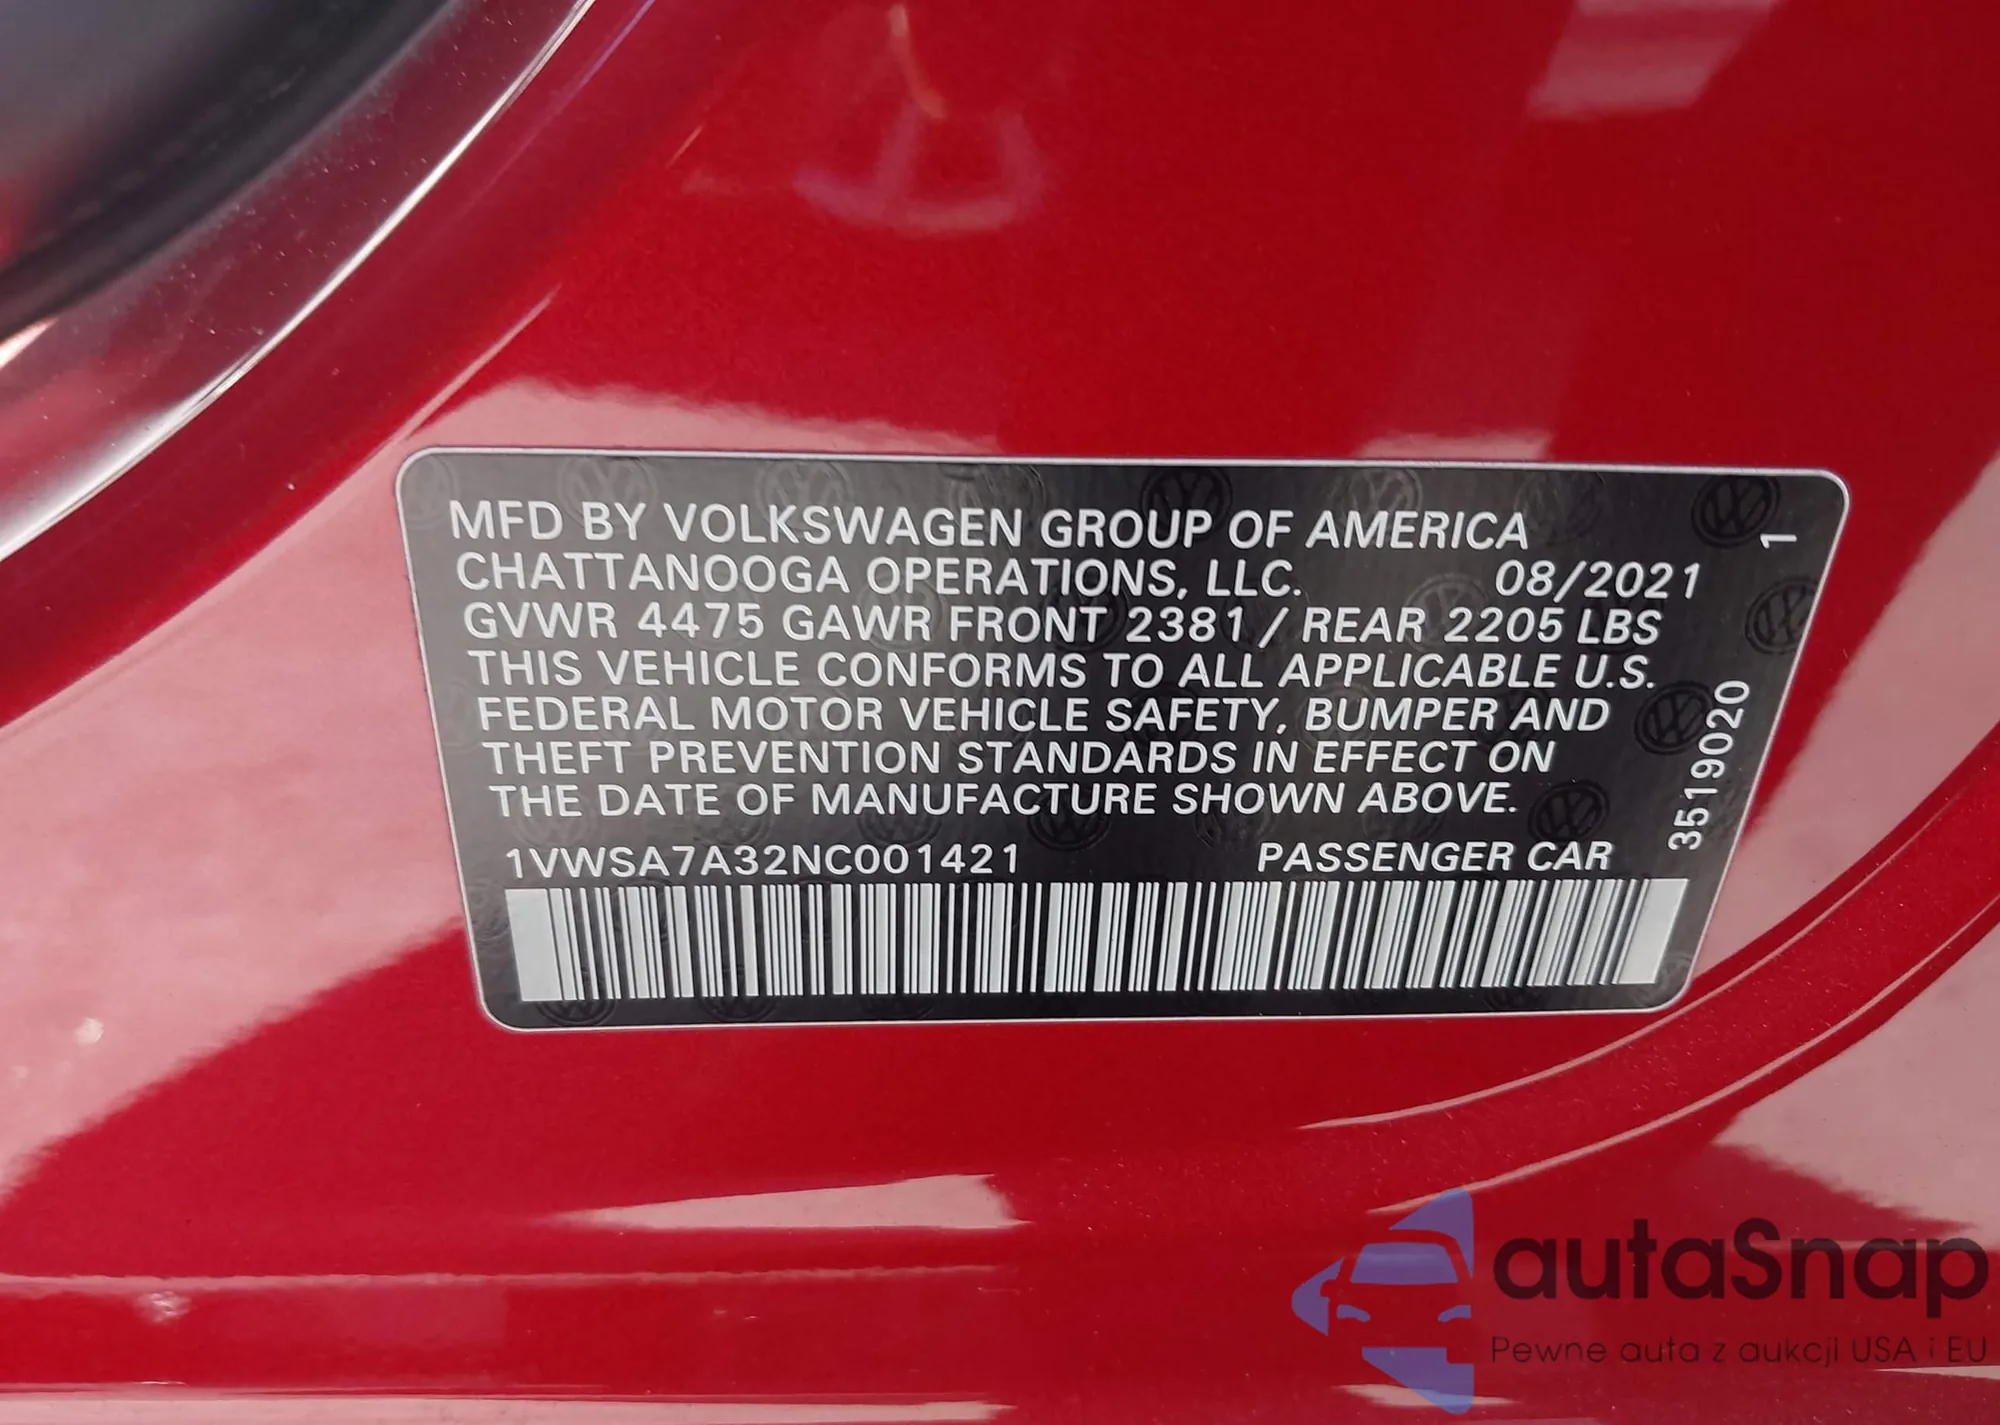 MFD BY VOLKSWAGEN GROUP OF AMERICA
CHATTANOOGA OPERATIONS, LLC. 08/2021
GVWR 4475 GAWR FRONT 2381 / REAR 2205 LBS
THIS VEHICLE CONFORMS TO ALL APPLICABLE U.S.
FEDERAL MOTOR VEHICLE SAFETY, BUMPER AND
THEFT PREVENTION STANDARDS IN EFFECT ON
THE DATE OF MANUFACTURE SHOWN ABOVE.
1VWSA7A32NC001421 PASSENGER CAR
35190020
1
autaSnap
Pewne auta z aukcji USA i EU